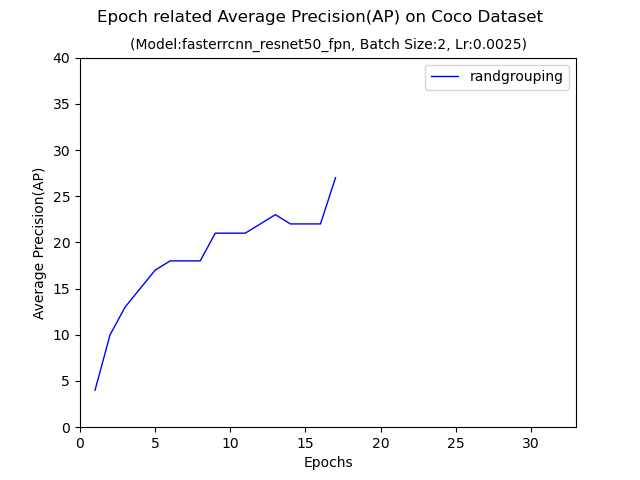 Epoch related Average Precision(AP) on Coco Dataset
(Model:fasterrcnn_resnet50_fpn, Batch Size:2, Lr:0.0025)
randgrouping
40
35
30
25
20
15
10
5
0
Average Precision(AP)
0 5 10 15 20 25 30
Epochs